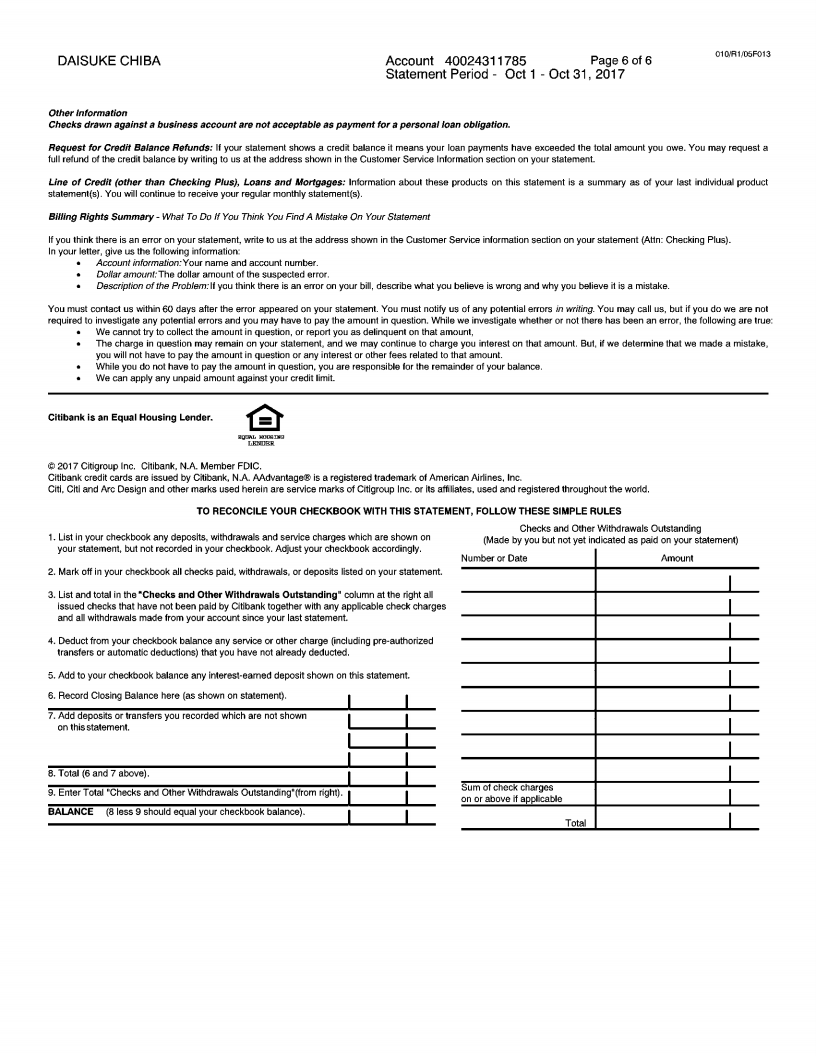 010/R1/05F013
DAISUKE CHIBA
Account 40024311785 Page 6 of 6
Statement Period - Oct 1 - Oct 31, 2017
Other Information
Checks drawn against a business account are not acceptable as payment for a personal loan obligation.
Request for Credit Balance Refunds: If your statement shows a credit balance it means your loan payments have exceeded the total amount you owe. You may request a
full refund of the credit balance by writing to us at the address shown in the Customer Service Information section on your statement.
Line of Credit (other than Checking Plus), Loans and Mortgages: Information about these products on this statement is a summary as of your last individual product
statement(s). You will continue to receive your regular monthly statement(s).
Billing Rights Summary - What To Do If You Think You Find A Mistake On Your Statement
If you think there is an error on your statement, write to us at the address shown in the Customer Service information section on your statement (Attn: Checking Plus).
In your letter, give us the following information:
• Account information: Your name and account number.
• Dollar amount: The dollar amount of the suspected error.
• Description of the Problem: If you think there is an error on your bill, describe what you believe is wrong and why you believe it is a mistake.
You must contact us within 60 days after the error appeared on your statement. You must notify us of any potential errors in writing. You may call us, but if you do we are not
required to investigate any potential errors and you may have to pay the amount in question. While we investigate whether or not there has been an error, the following are true:
• We cannot try to collect the amount in question, or report you as delinquent on that amount,
• The charge in question may remain on your statement, and we may continue to charge you interest on that amount. But, if we determine that we made a mistake,
you will not have to pay the amount in question or any interest or other fees related to that amount.
• While you do not have to pay the amount in question, you are responsible for the remainder of your balance.
• We can apply any unpaid amount against your credit limit.
Citibank is an Equal Housing Lender.
EQUAL HOUSING
LENDER
© 2017 Citigroup Inc. Citibank, N.A. Member FDIC.
Citibank credit cards are issued by Citibank, N.A. AAdvantage® is a registered trademark of American Airlines, Inc.
Citi, Citi and Arc Design and other marks used herein are service marks of Citigroup Inc. or its affiliates, used and registered throughout the world.
TO RECONCILE YOUR CHECKBOOK WITH THIS STATEMENT, FOLLOW THESE SIMPLE RULES
1. List in your checkbook any deposits, withdrawals and service charges which are shown on
your statement, but not recorded in your checkbook. Adjust your checkbook accordingly.
2. Mark off in your checkbook all checks paid, withdrawals, or deposits listed on your statement.
3. List and total in the "Checks and Other Withdrawals Outstanding" column at the right all
issued checks that have not been paid by Citibank together with any applicable check charges
and all withdrawals made from your account since your last statement.
4. Deduct from your checkbook balance any service or other charge (including pre-authorized
transfers or automatic deductions) that you have not already deducted.
5. Add to your checkbook balance any interest-earned deposit shown on this statement.
6. Record Closing Balance here (as shown on statement).
7. Add deposits or transfers you recorded which are not shown
on this statement.
8. Total (6 and 7 above).
9. Enter Total "Checks and Other Withdrawals Outstanding"(from right).
BALANCE (8 less 9 should equal your checkbook balance).
Checks and Other Withdrawals Outstanding
(Made by you but not yet indicated as paid on your statement)
Number or Date Amount
Sum of check charges
on or above if applicable
Total